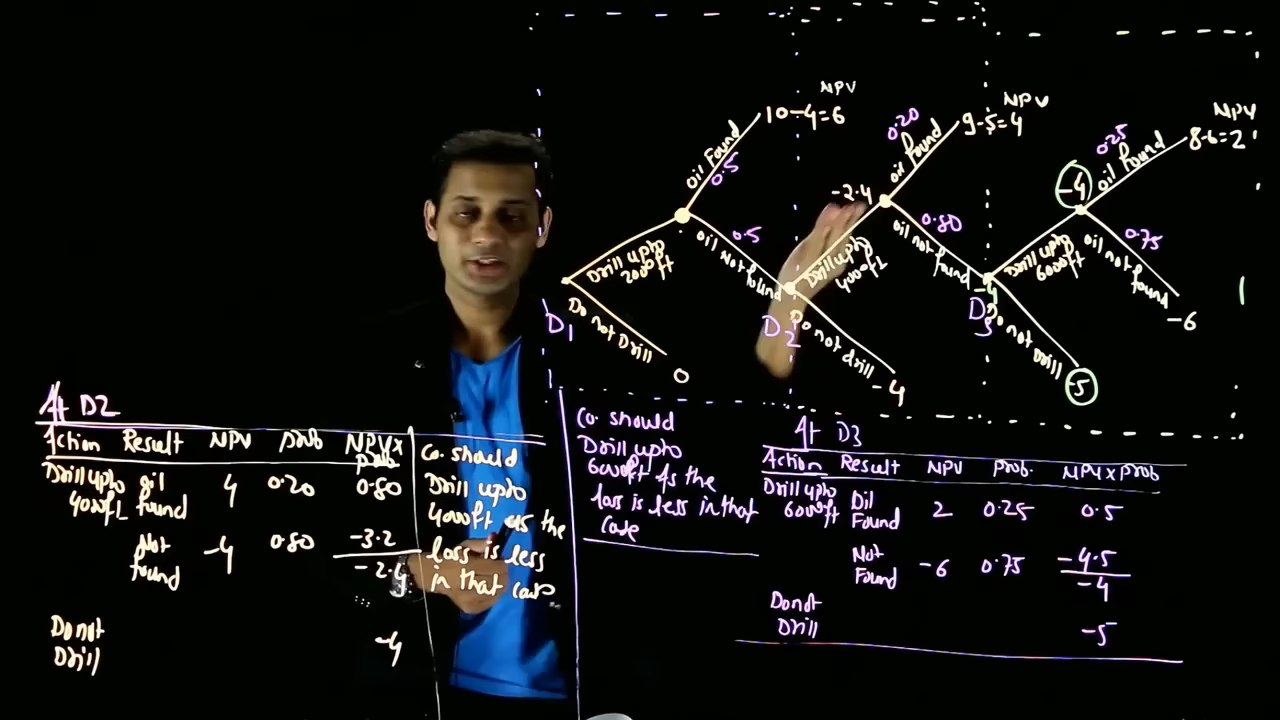 NPV
10-4=6
Oil Found
0.5
Drill upto
2000ft
0.5
Oil Not found
D1
Do not Drill
0
NPV
9-5=4
0.20
oil found
-2.4
Drill upto
4000ft
0.80
Oil not found
D2
Do not drill
-4
NPV
8-6=2
0.25
oil found
-4
Drill upto
6000ft
0.75
Oil not found
-6
-4
D3
Do not Drill
-5
At D2
Action Result NPV prob NPV x prob
Drill upto oil 4 0.20 0.80
4000ft found
Not -4 0.80 -3.2
found -2.4
Do not -4
Drill
Co. should
Drill upto
4000ft as the
loss is less
in that case
Co. should
Drill upto
6000ft As the
loss is less in that
case
At D3
Action Result NPV prob. NPV x prob
Drill upto Oil 2 0.25 0.5
6000ft Found
Not -6 0.75 -4.5
Found -4
Do not
Drill -5